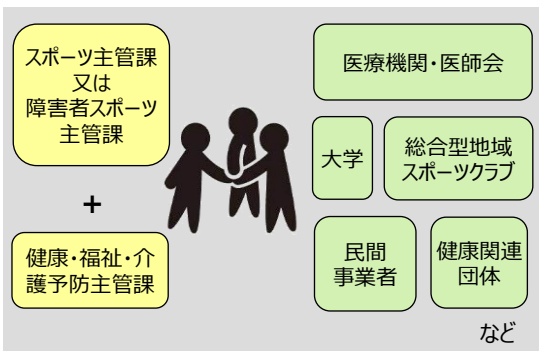 スポーツ主管課
又は
障害者スポーツ
主管課
+
健康・福祉・介
護予防主管課
医療機関・医師会
大学
総合型地域
スポーツクラブ
民間
事業者
健康関連
団体
など